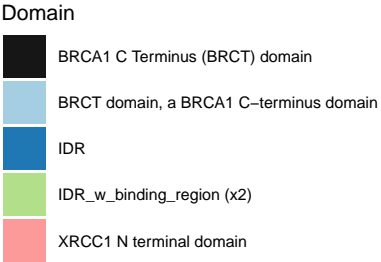 Domain
BRCA1 C Terminus (BRCT) domain
BRCT domain, a BRCA1 C−terminus domain
IDR
IDR_w_binding_region (x2)
XRCC1 N terminal domain